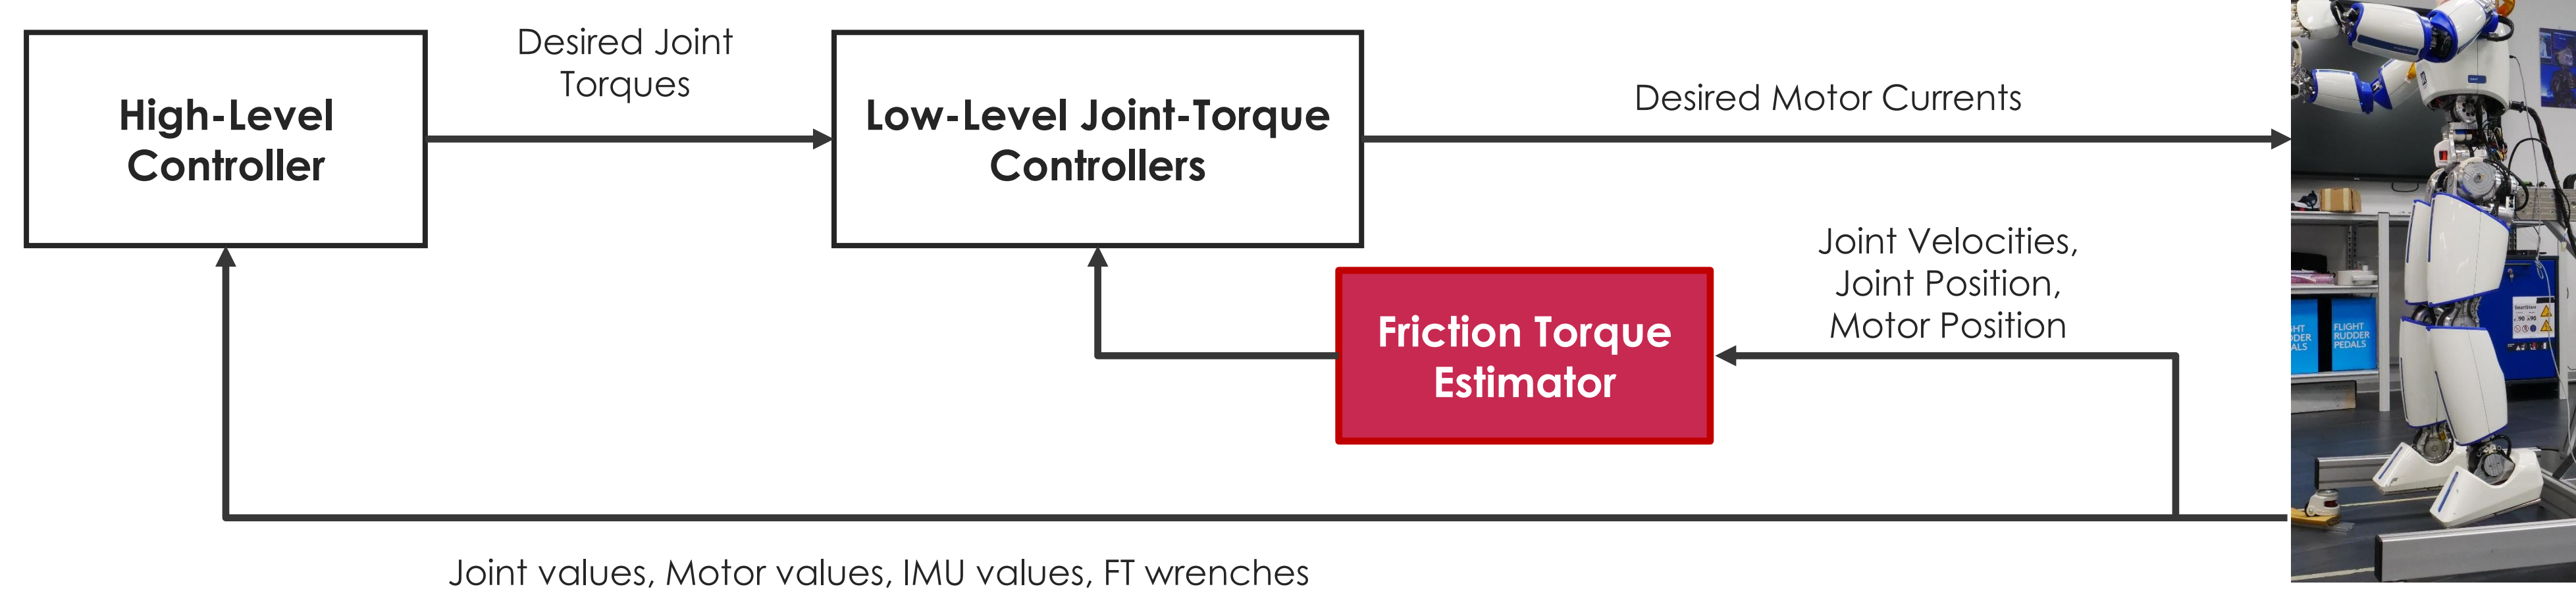 High-Level
Controller
Desired Joint
Torques
Low-Level Joint-Torque
Controllers
Desired Motor Currents
Joint Velocities,
Joint Position,
Motor Position
Friction Torque
Estimator
Joint values, Motor values, IMU values, FT wrenches
FLIGHT
RUDDER
PEDALS